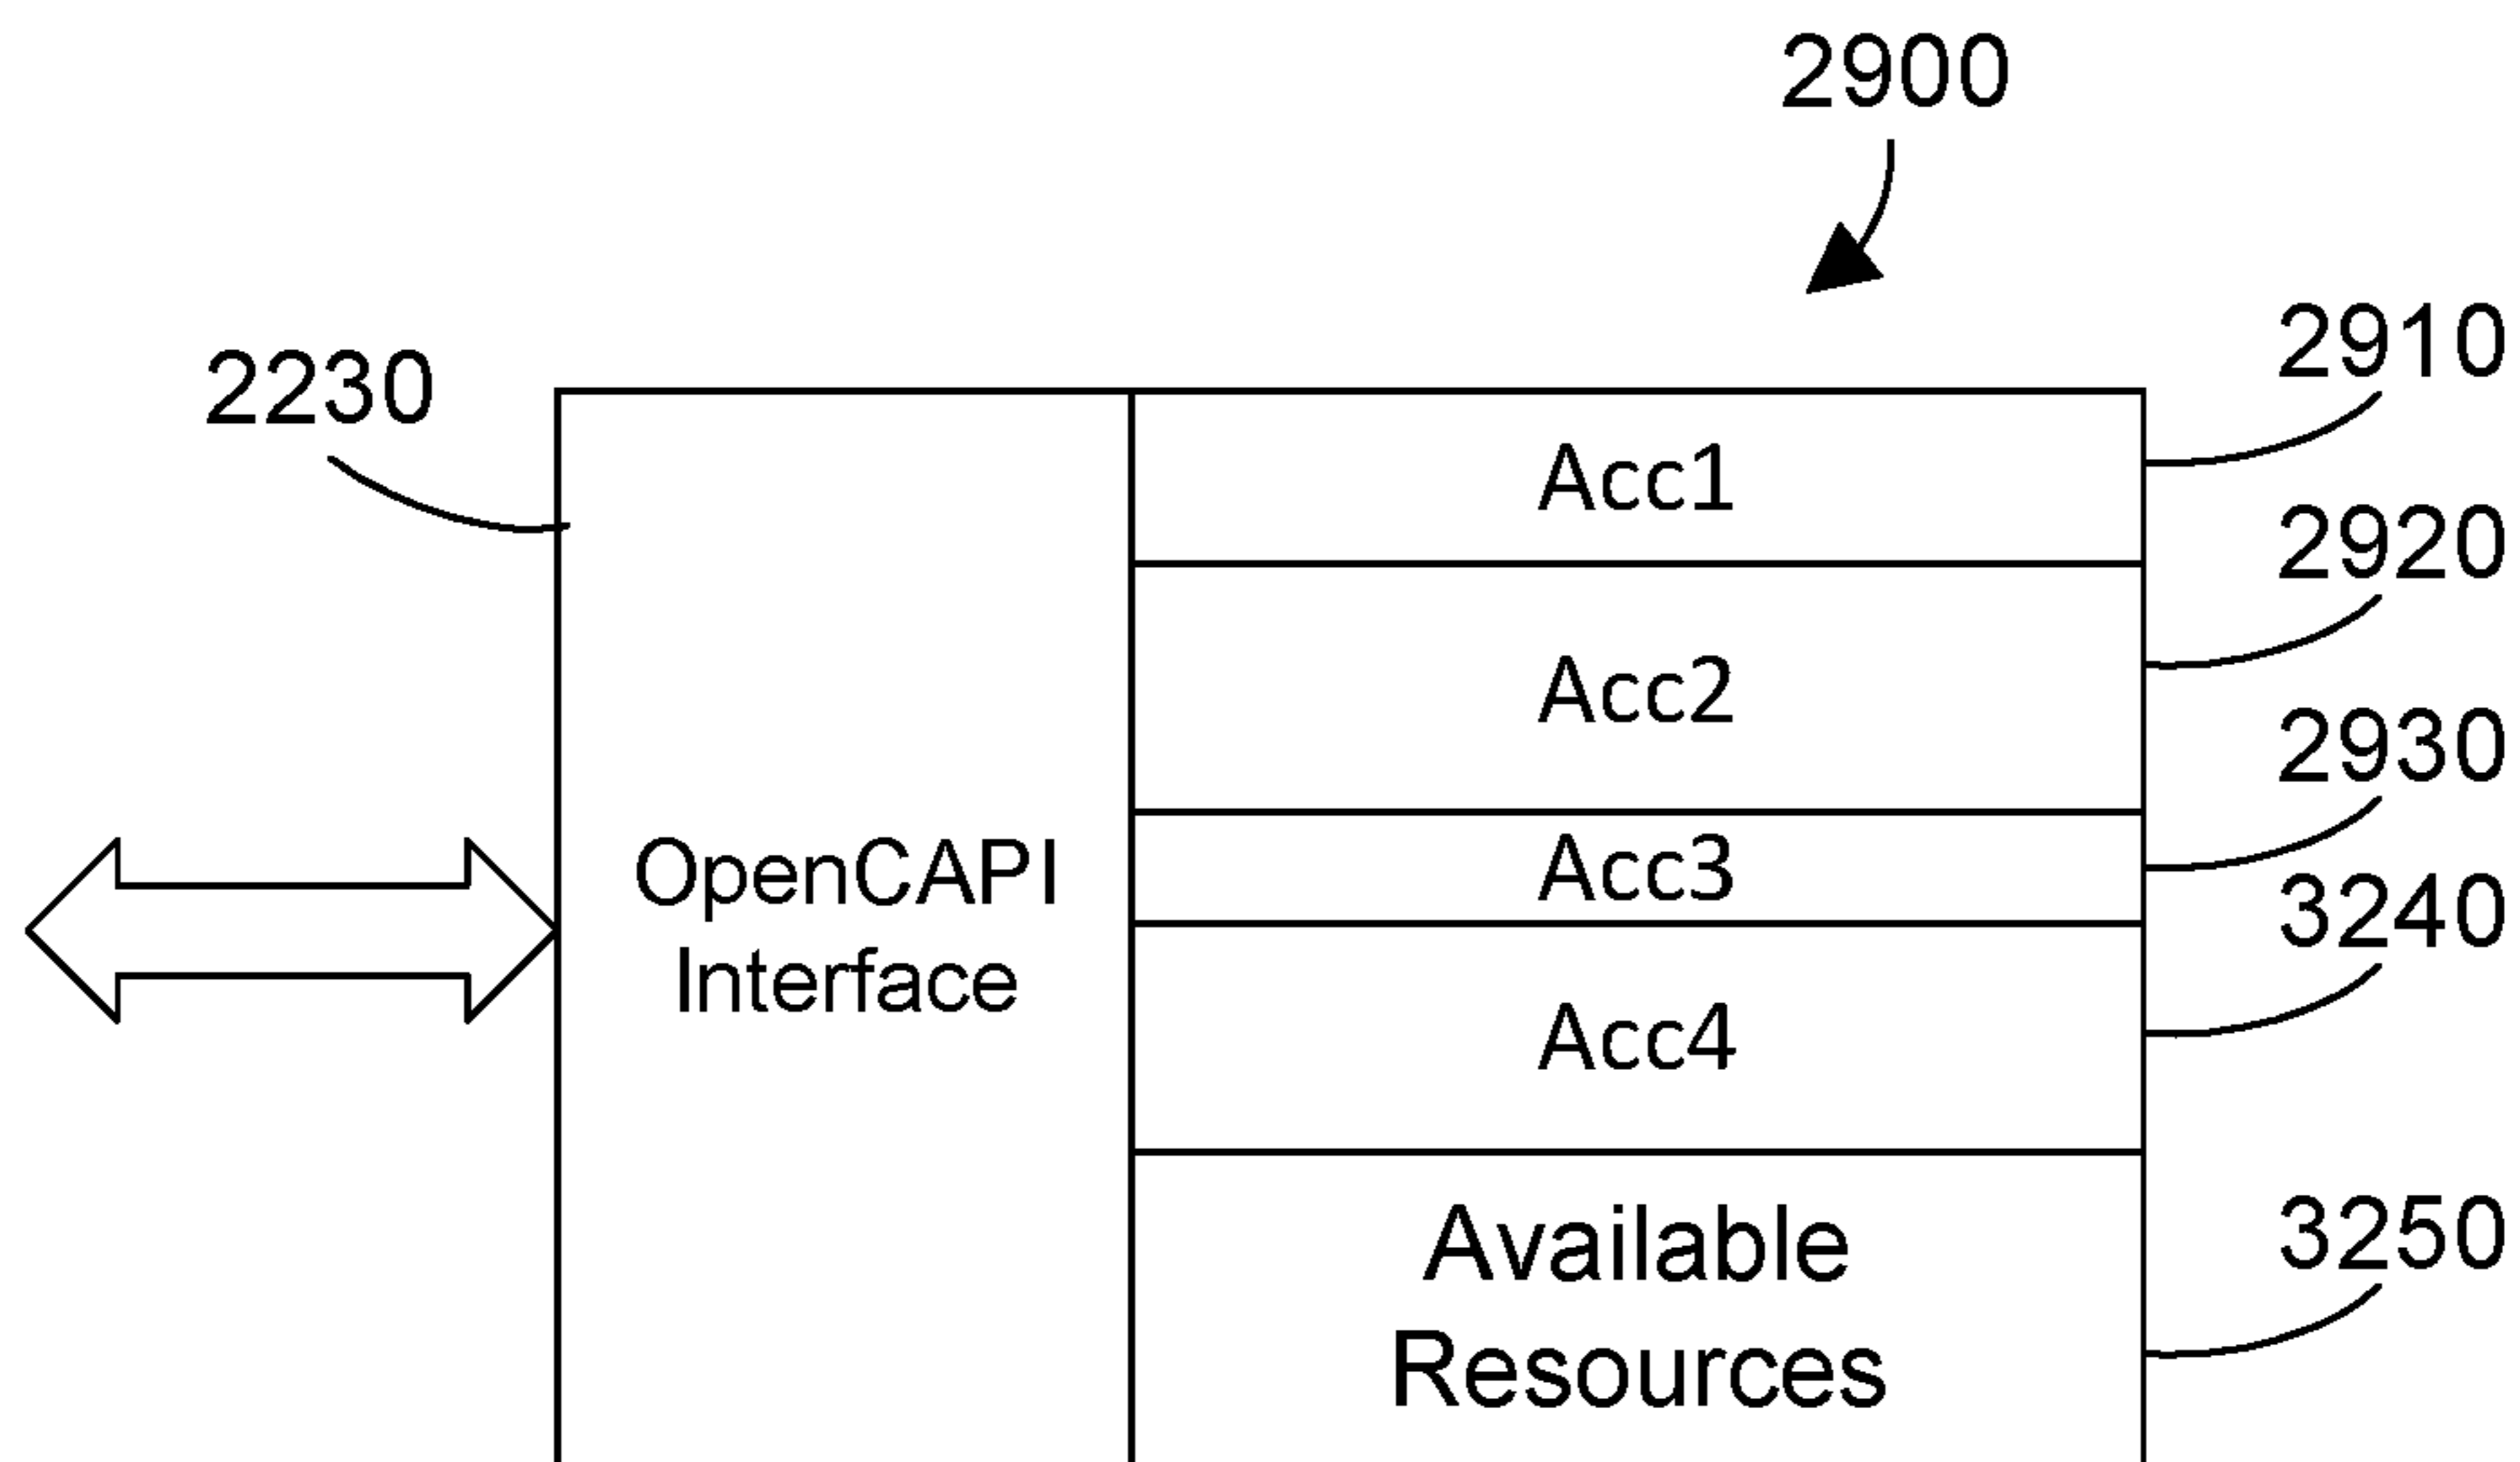 2900
2910
2230
Acc1
2920
Acc2
2930
OpenCAPI
Interface
Acc3
3240
Acc4
3250
Available
Resources